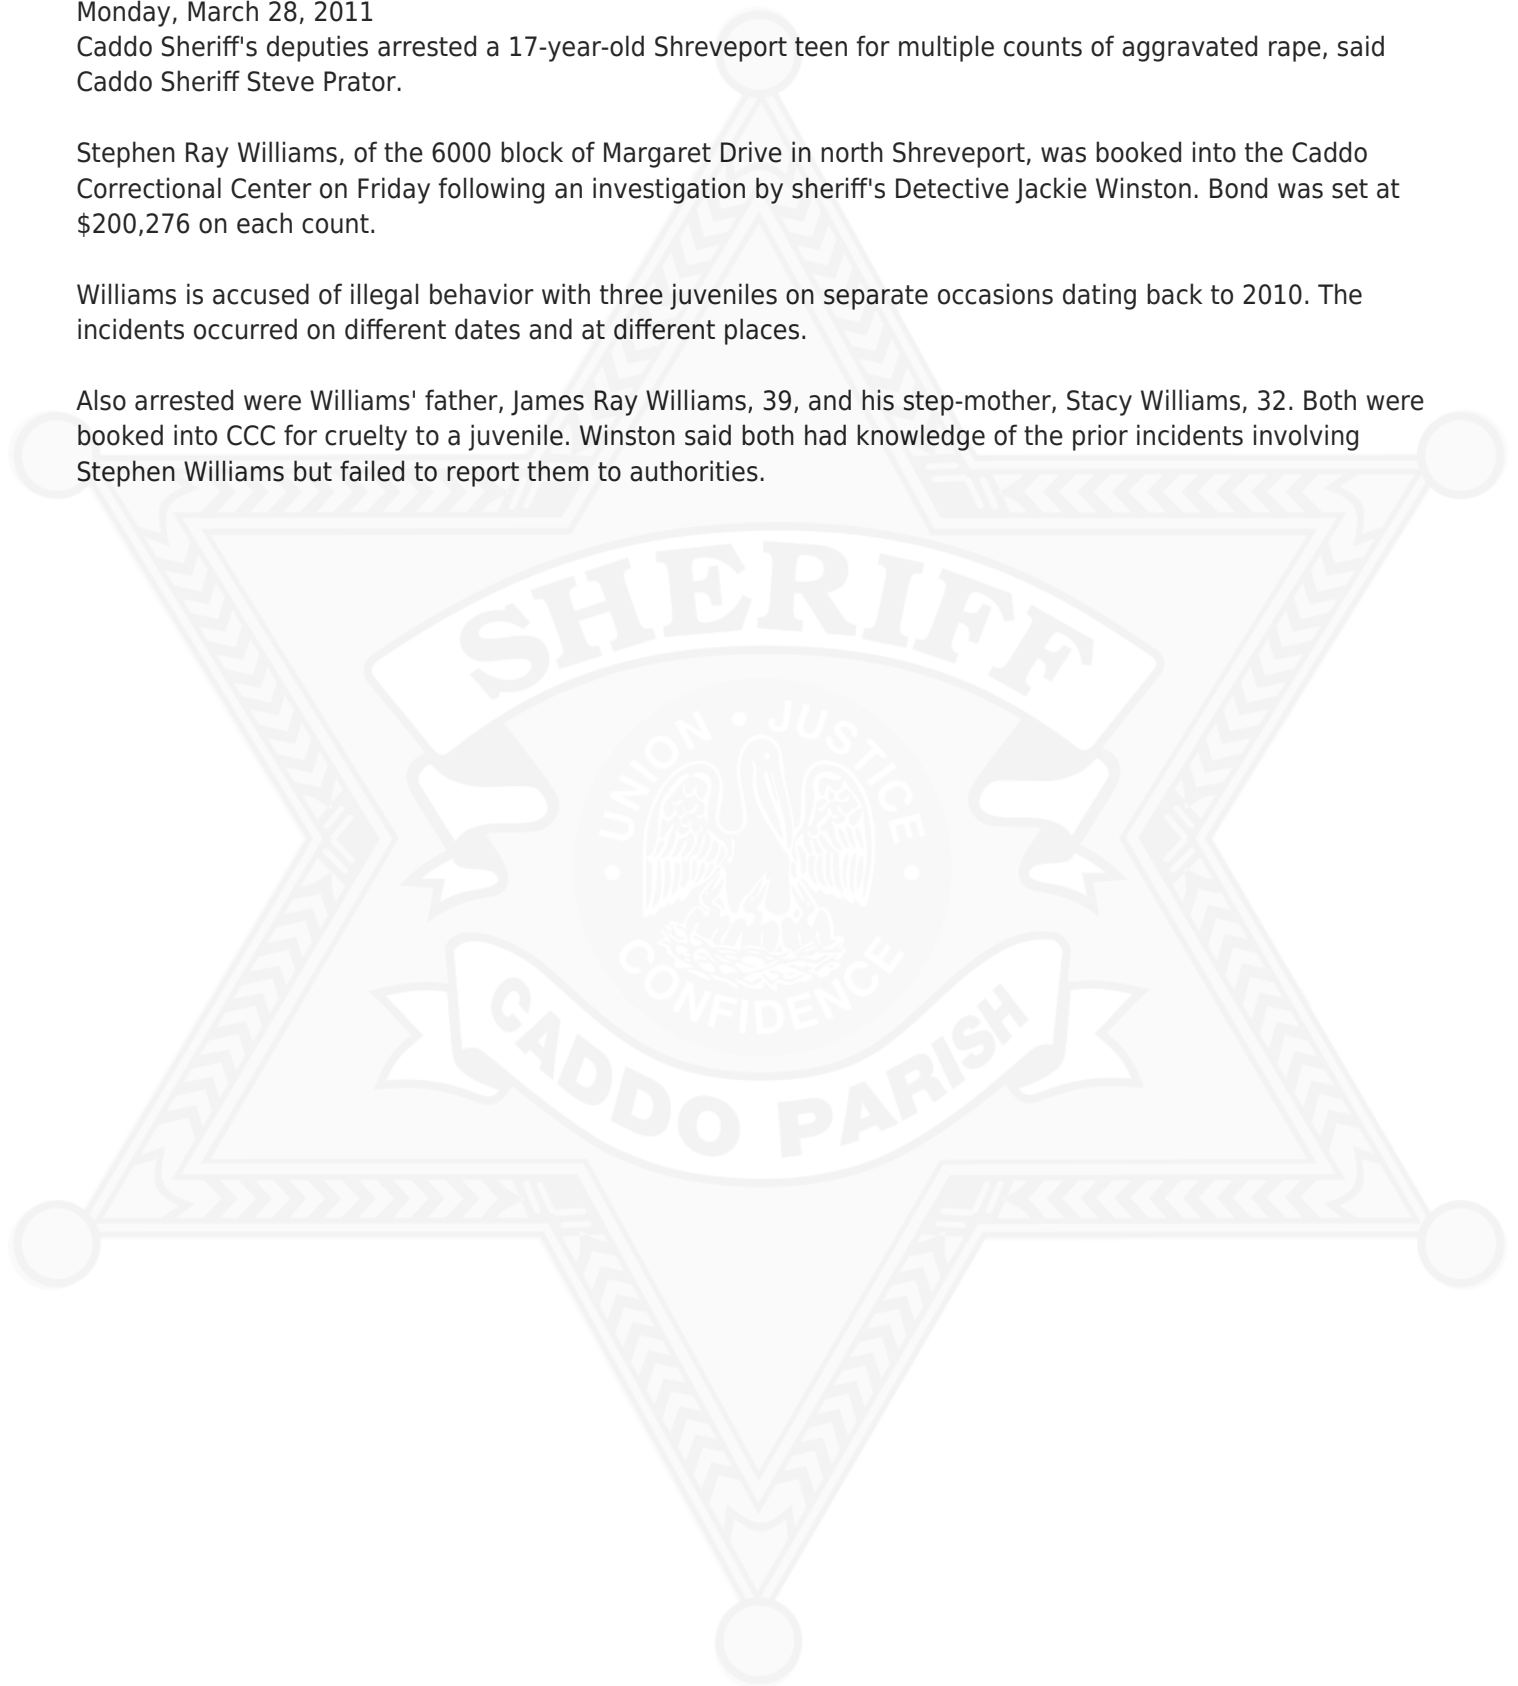 Monday, March 28, 2011
Caddo Sheriff's deputies arrested a 17-year-old Shreveport teen for multiple counts of aggravated rape, said
Caddo Sheriff Steve Prator.
Stephen Ray Williams, of the 6000 block of Margaret Drive in north Shreveport, was booked into the Caddo
Correctional Center on Friday following an investigation by sheriff's Detective Jackie Winston. Bond was set at
$200,276 on each count.
Williams is accused of illegal behavior with three juveniles on separate occasions dating back to 2010. The
incidents occurred on different dates and at different places.
Also arrested were Williams' father, James Ray Williams, 39, and his step-mother, Stacy Williams, 32. Both were
booked into CCC for cruelty to a juvenile. Winston said both had knowledge of the prior incidents involving
Stephen Williams but failed to report them to authorities.
SHERIFF
UNION • JUSTICE
• CONFIDENCE •
CADDO PARISH